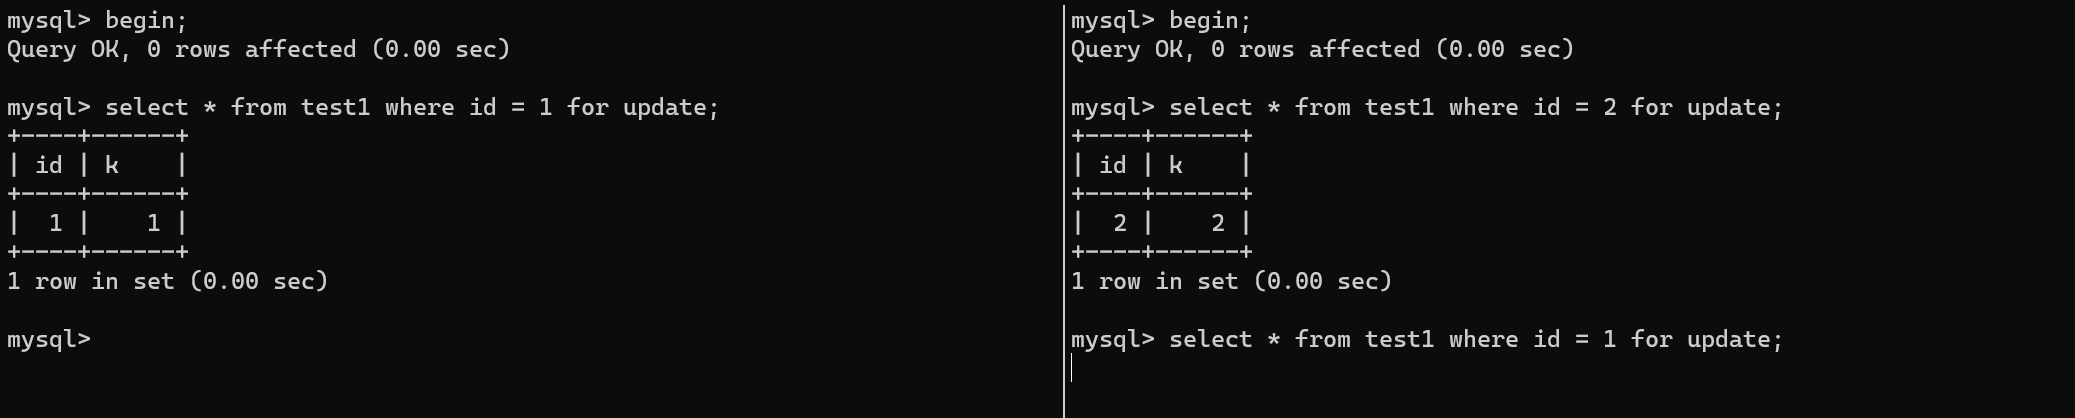 mysql> begin;
Query OK, 0 rows affected (0.00 sec)

mysql> select * from test1 where id = 1 for update;
+----+------+
| id | k    |
+----+------+
|  1 |    1 |
+----+------+
1 row in set (0.00 sec)

mysql>

mysql> begin;
Query OK, 0 rows affected (0.00 sec)

mysql> select * from test1 where id = 2 for update;
+----+------+
| id | k    |
+----+------+
|  2 |    2 |
+----+------+
1 row in set (0.00 sec)

mysql> select * from test1 where id = 1 for update;